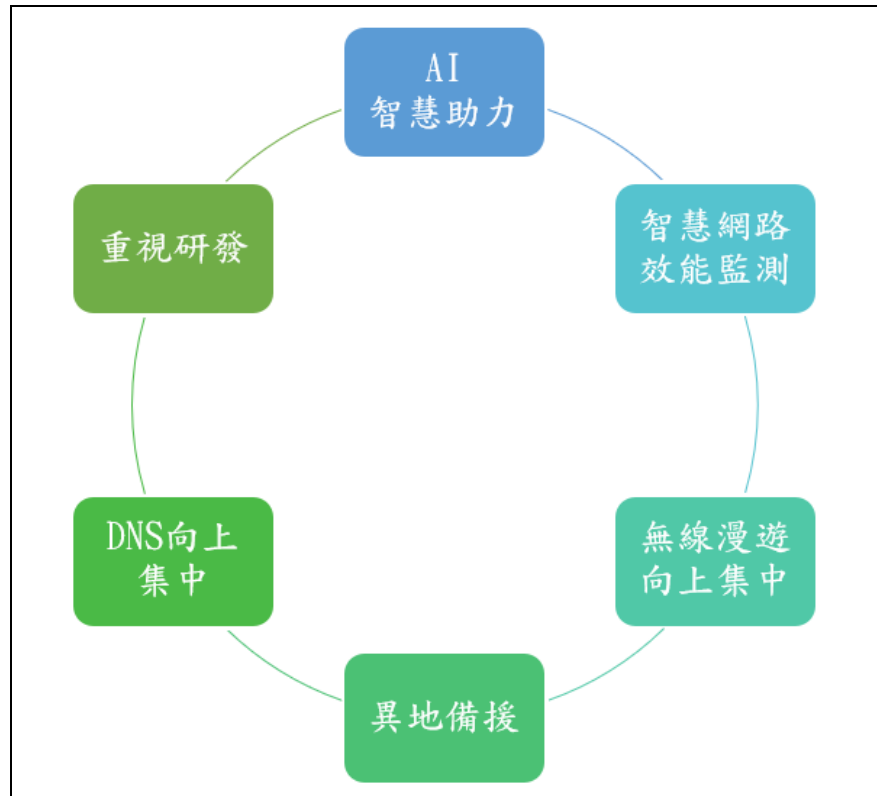 AI
智慧助力
智慧網路
效能監測
無線漫遊
向上集中
異地備援
DNS向上
集中
重視研發